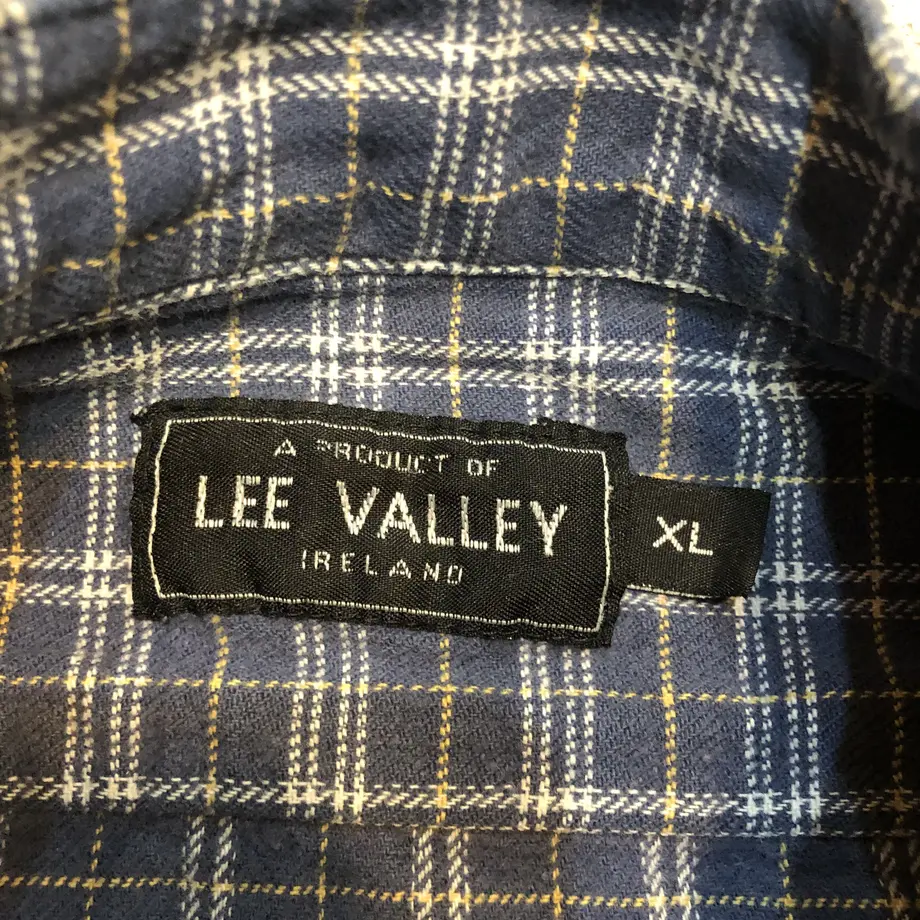 A PRODUCT OF
LEE VALLEY
IRELAND
XL